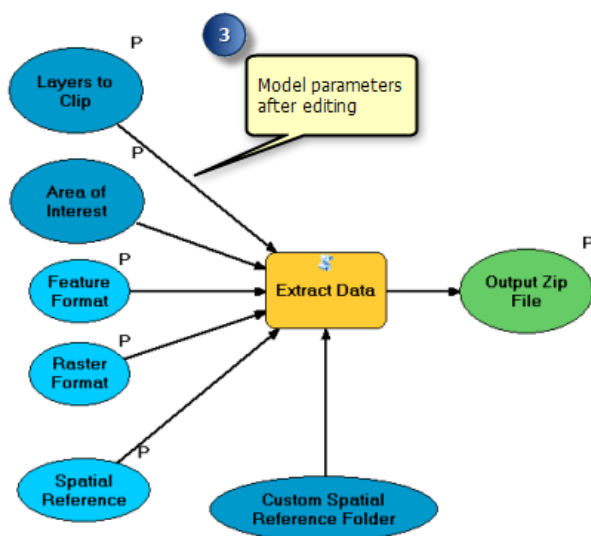 3
P
Layers to
Clip
Model parameters
after editing
P
Area of
Interest
P
Feature
Format
Extract Data
P
Output Zip
File
P
Raster
Format
P
Spatial
Reference
Custom Spatial
Reference Folder